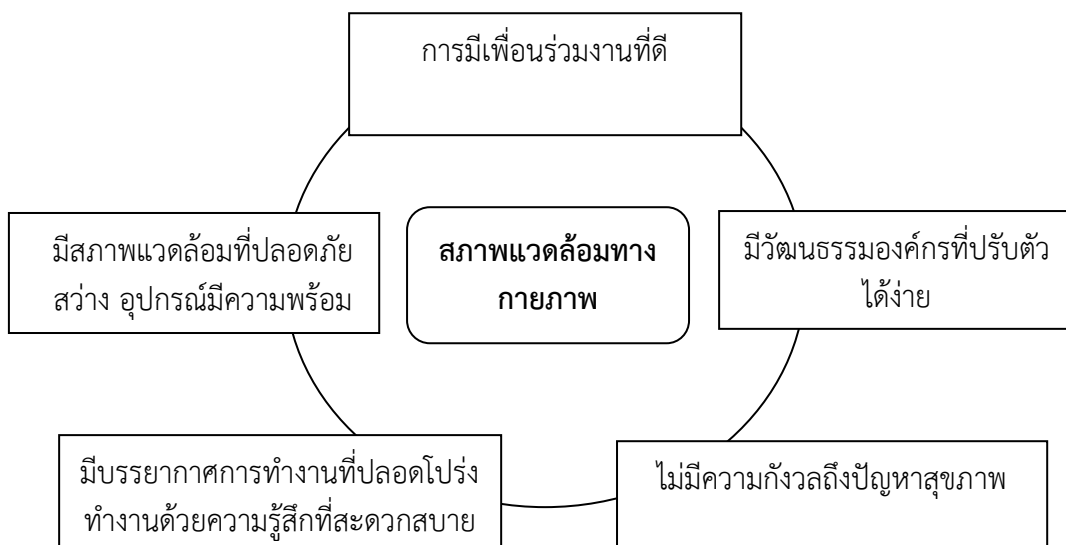 การมีเพื่อนร่วมงานที่ดี
มีสภาพแวดล้อมที่ปลอดภัย
สว่าง อุปกรณ์มีความพร้อม
สภาพแวดล้อมทาง
กายภาพ
มีวัฒนธรรมองค์กรที่ปรับตัว
ได้ง่าย
มีบรรยากาศการทำงานที่ปลอดโปร่ง
ทำงานด้วยความรู้สึกที่สะดวกสบาย
ไม่มีความกังวลถึงปัญหาสุขภาพ